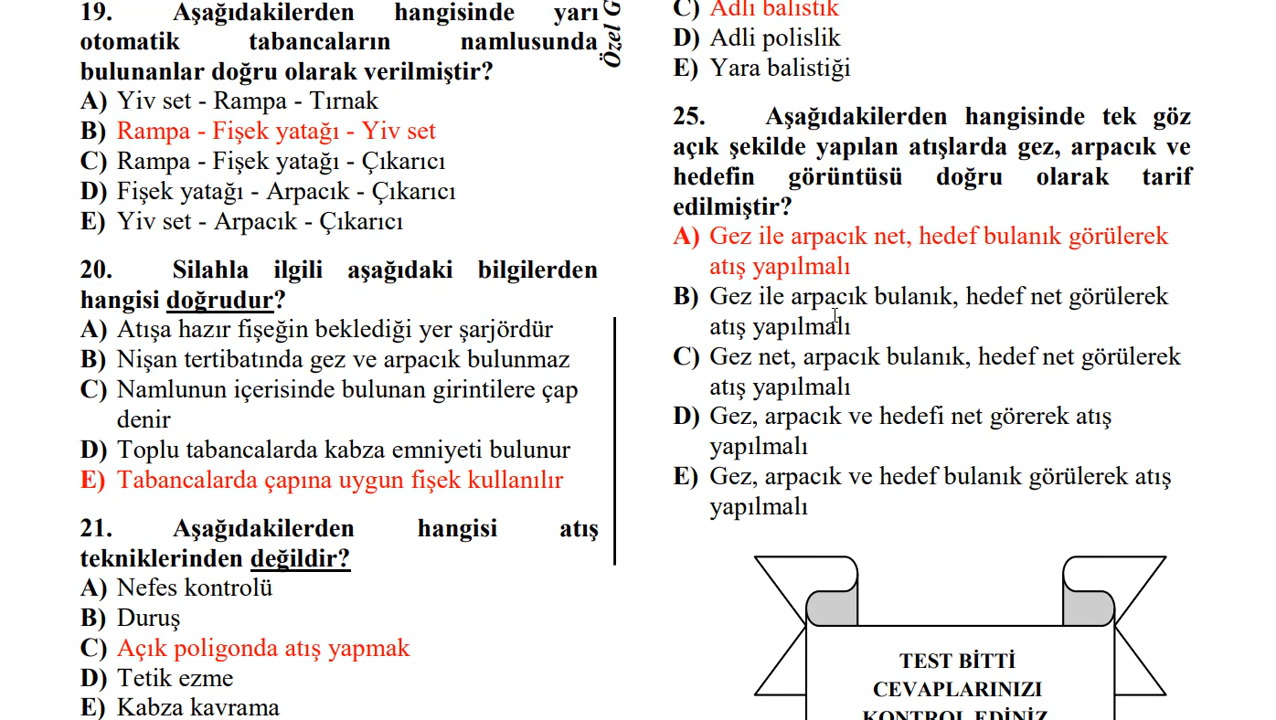 19. Aşağıdakilerden hangisinde yarı
otomatik tabancaların namlusunda
bulunanlar doğru olarak verilmiştir?
A) Yiv set - Rampa - Tırnak
B) Rampa - Fişek yatağı - Yiv set
C) Rampa - Fişek yatağı - Çıkarıcı
D) Fişek yatağı - Arpacık - Çıkarıcı
E) Yiv set - Arpacık - Çıkarıcı
20. Silahla ilgili aşağıdaki bilgilerden
hangisi doğrudur?
A) Atışa hazır fişeğin beklediği yer şarjördür
B) Nişan tertibatında gez ve arpacık bulunmaz
C) Namlunun içerisinde bulunan girintilere çap
denir
D) Toplu tabancalarda kabza emniyeti bulunur
E) Tabancalarda çapına uygun fişek kullanılır
21. Aşağıdakilerden hangisi atış
tekniklerinden değildir?
A) Nefes kontrolü
B) Duruş
C) Açık poligonda atış yapmak
D) Tetik ezme
E) Kabza kavrama
Özel G
C) Adli balistik
D) Adli polislik
E) Yara balistiği
25. Aşağıdakilerden hangisinde tek göz
açık şekilde yapılan atışlarda gez, arpacık ve
hedefin görüntüsü doğru olarak tarif
edilmiştir?
A) Gez ile arpacık net, hedef bulanık görülerek
atış yapılmalı
B) Gez ile arpacık bulanık, hedef net görülerek
atış yapılmalı
C) Gez net, arpacık bulanık, hedef net görülerek
atış yapılmalı
D) Gez, arpacık ve hedefi net görerek atış
yapılmalı
E) Gez, arpacık ve hedef bulanık görülerek atış
yapılmalı
TEST BİTTİ
CEVAPLARINIZI
KONTROL EDİNİZ